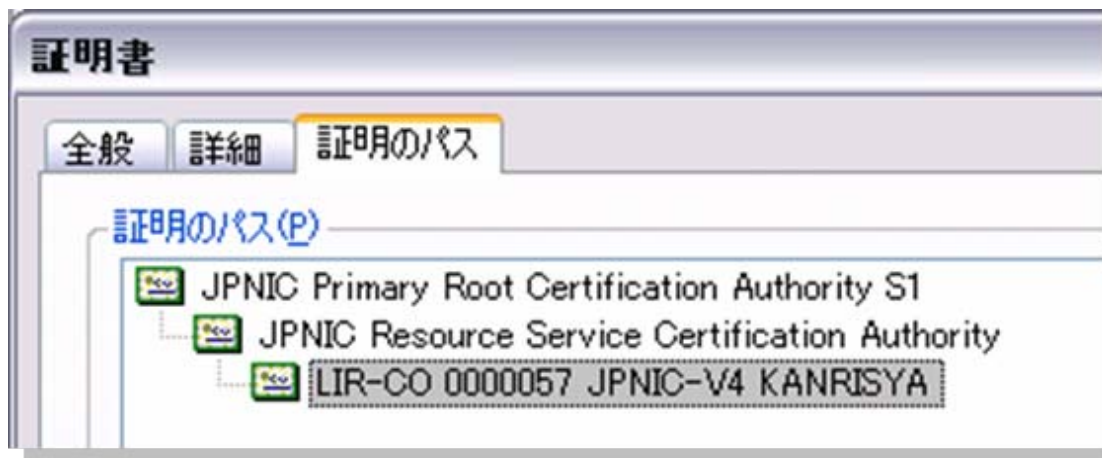 証明書
全般 詳細 証明のパス
証明のパス(P)
JPNIC Primary Root Certification Authority S1
JPNIC Resource Service Certification Authority
LIR-CO 0000057 JPNIC-V4 KANRISYA